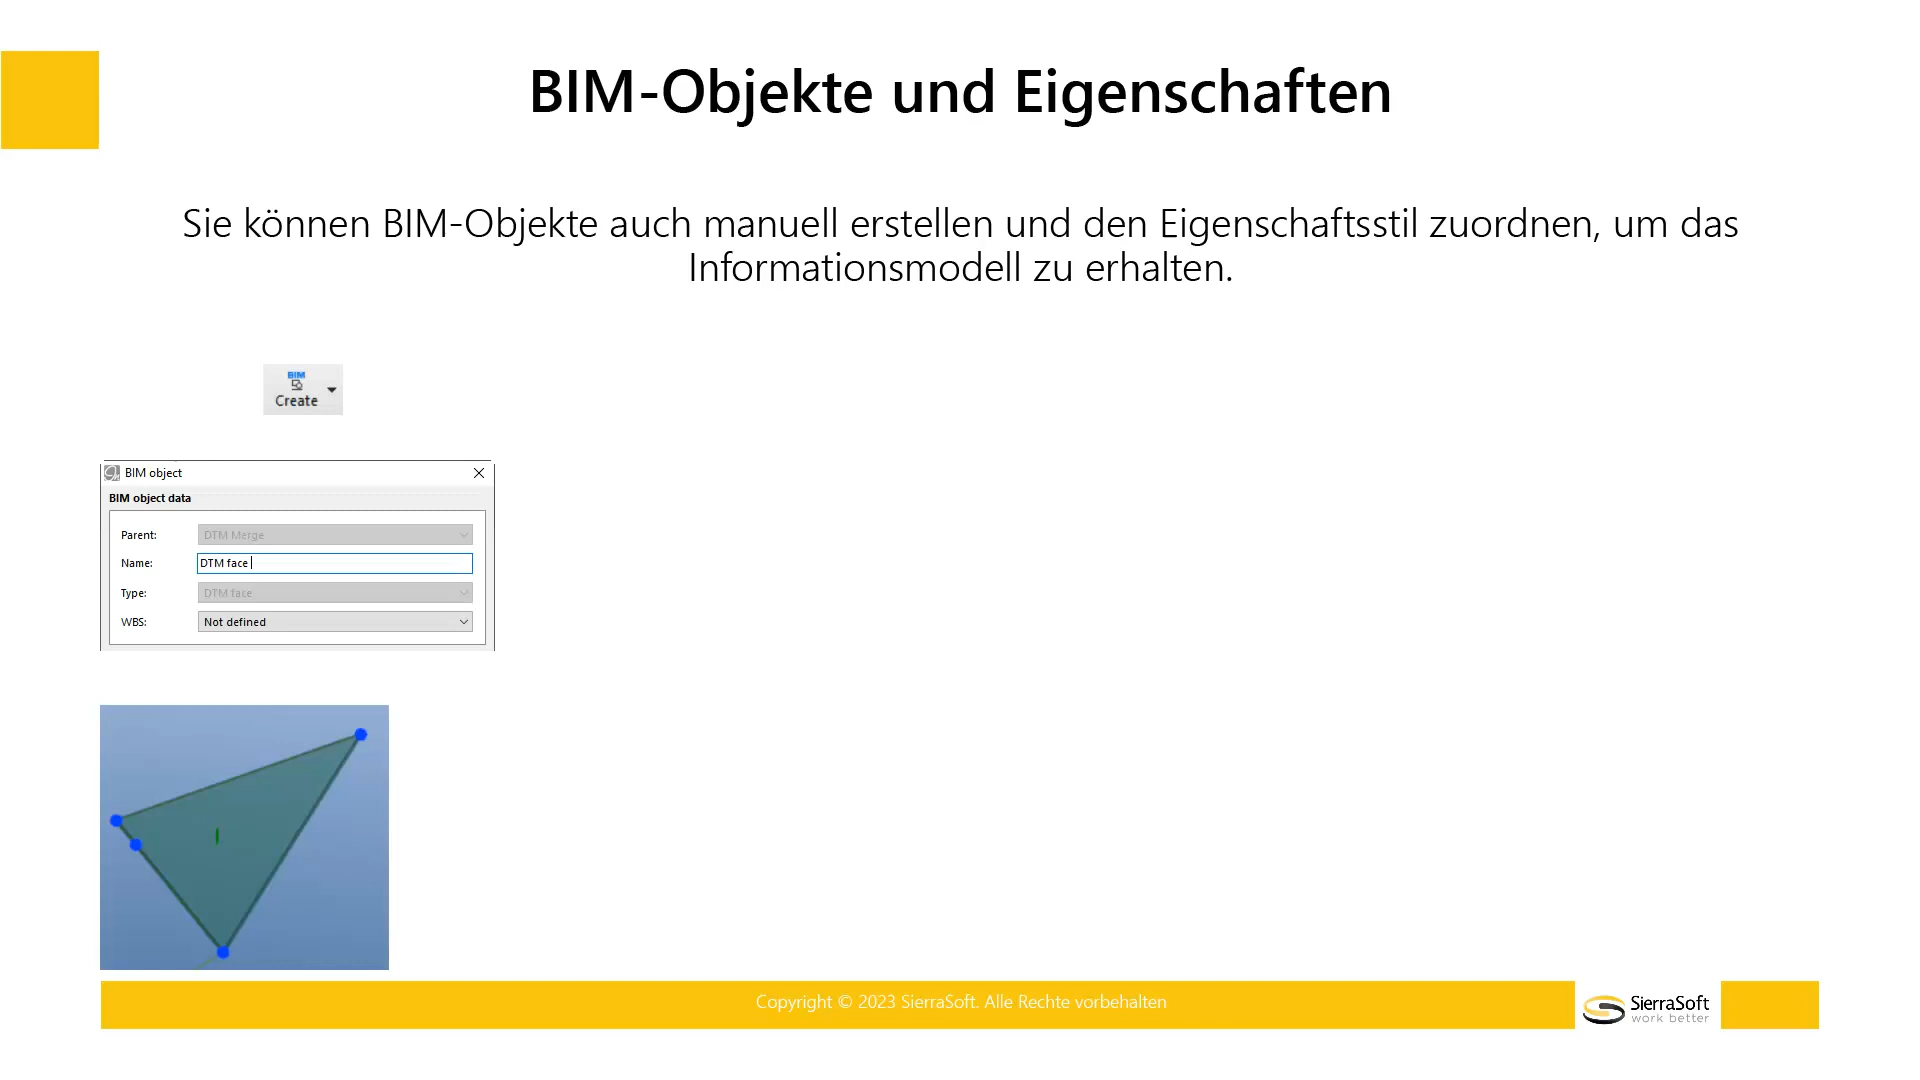 BIM-Objekte und Eigenschaften
Sie können BIM-Objekte auch manuell erstellen und den Eigenschaftsstil zuordnen, um das
Informationsmodell zu erhalten.
BIM
Create
BIM object
BIM object data
Parent: DTM Merge
Name: DTM face
Type: DTM face
WBS: Not defined
Copyright © 2023 SierraSoft. Alle Rechte vorbehalten
SierraSoft
work better